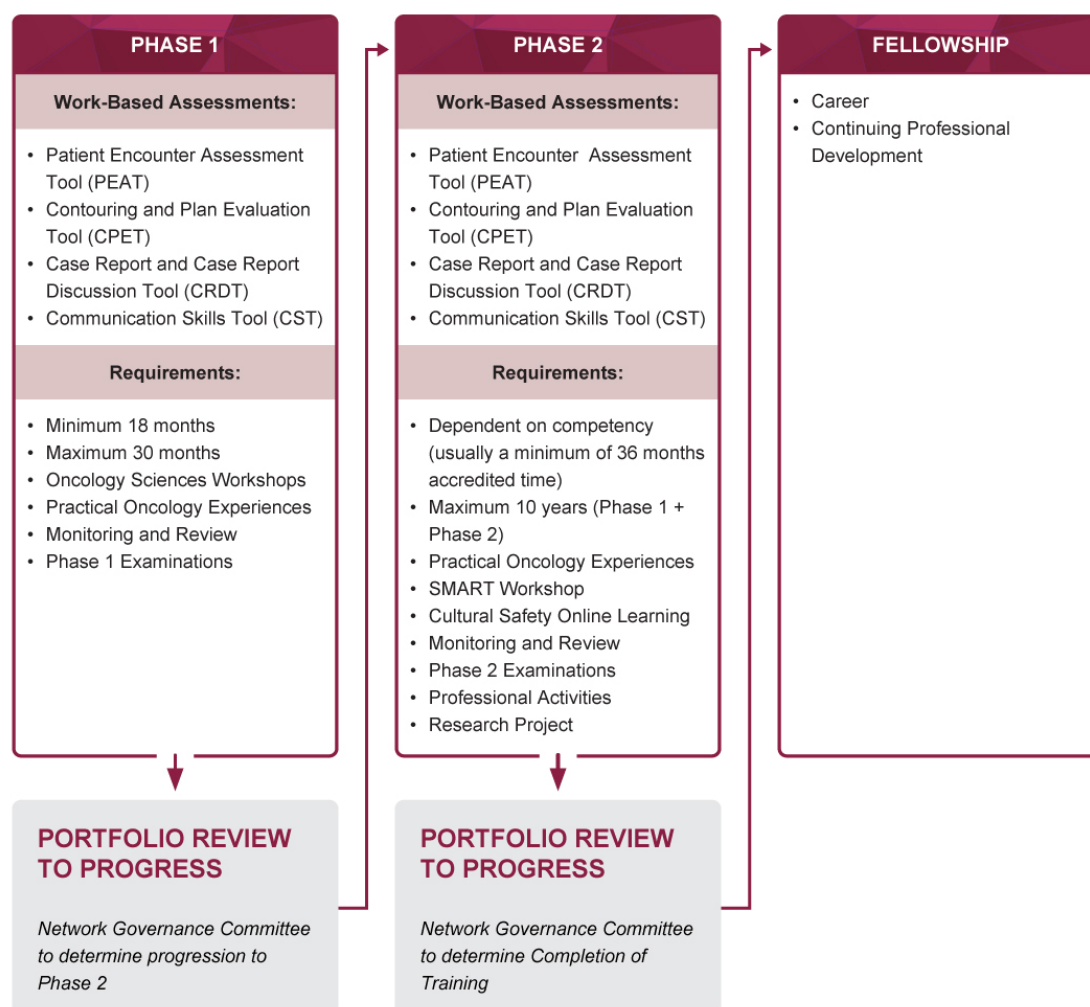 PHASE 1
Work-Based Assessments:
• Patient Encounter Assessment
Tool (PEAT)
• Contouring and Plan Evaluation
Tool (CPET)
• Case Report and Case Report
Discussion Tool (CRDT)
• Communication Skills Tool (CST)
Requirements:
• Minimum 18 months
• Maximum 30 months
• Oncology Sciences Workshops
• Practical Oncology Experiences
• Monitoring and Review
• Phase 1 Examinations
PORTFOLIO REVIEW
TO PROGRESS
Network Governance Committee
to determine progression to
Phase 2
PHASE 2
Work-Based Assessments:
• Patient Encounter Assessment
Tool (PEAT)
• Contouring and Plan Evaluation
Tool (CPET)
• Case Report and Case Report
Discussion Tool (CRDT)
• Communication Skills Tool (CST)
Requirements:
• Dependent on competency
(usually a minimum of 36 months
accredited time)
• Maximum 10 years (Phase 1 +
Phase 2)
• Practical Oncology Experiences
• SMART Workshop
• Cultural Safety Online Learning
• Monitoring and Review
• Phase 2 Examinations
• Professional Activities
• Research Project
PORTFOLIO REVIEW
TO PROGRESS
Network Governance Committee
to determine Completion of
Training
FELLOWSHIP
• Career
• Continuing Professional
Development